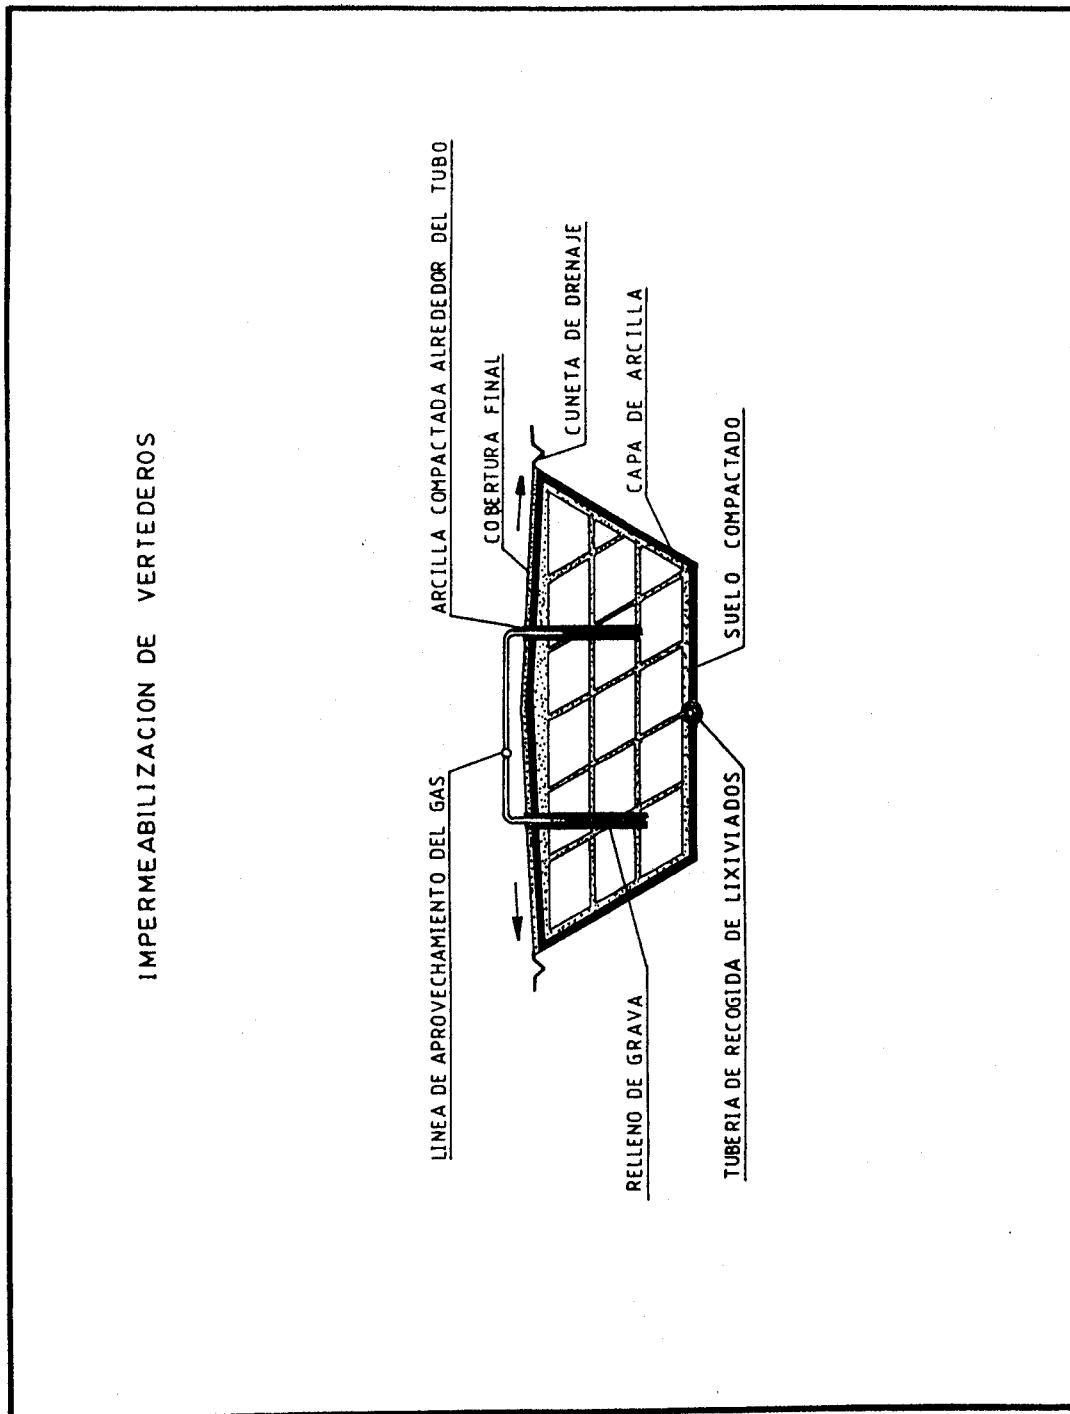 IMPERMEABILIZACION DE VERTEDEROS
LINEA DE APROVECHAMIENTO DEL GAS
ARCILLA COMPACTADA ALREDEDOR DEL TUBO
COBERTURA FINAL
CUNETA DE DRENAJE
RELLENO DE GRAVA
CAPA DE ARCILLA
TUBERIA DE RECOGIDA DE LIXIVIADOS
SUELO COMPACTADO